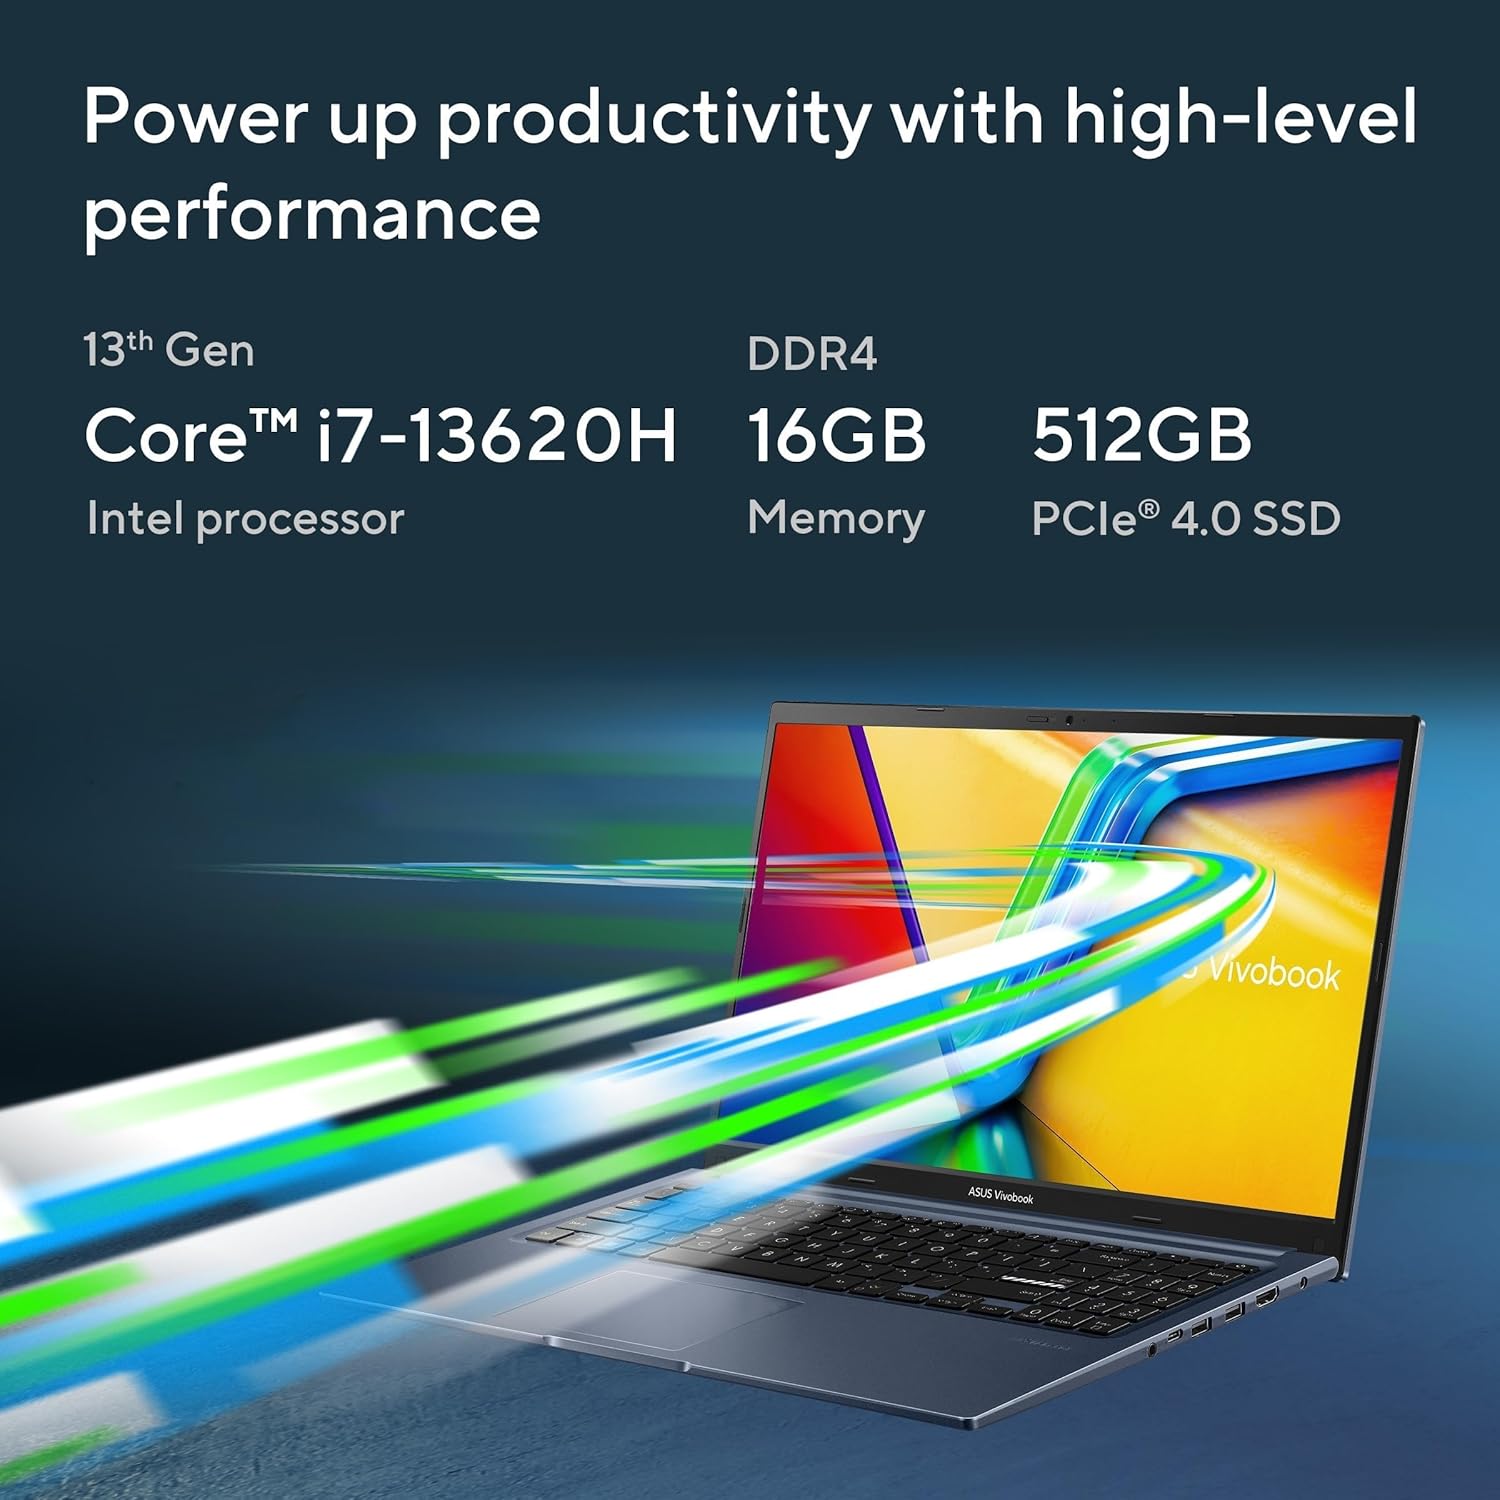 Power up productivity with high-level
performance
13th Gen
Core™ i7-13620H
Intel processor
DDR4
16GB
Memory
512GB
PCIe® 4.0 SSD
Vivobook
ASUS Vivobook